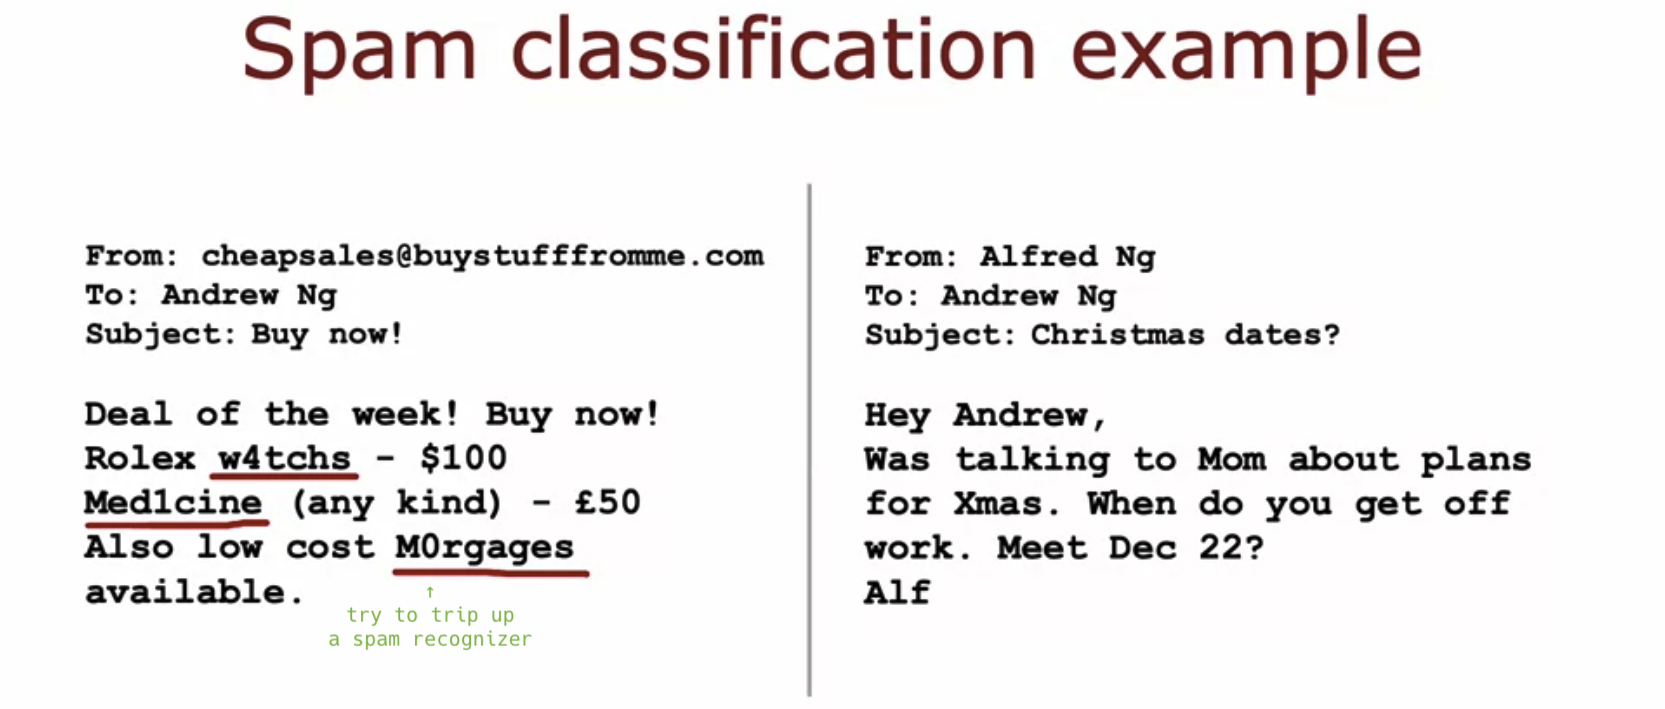 Spam classification example
From: cheapsales@buystufffromme.com
To: Andrew Ng
Subject: Buy now!
Deal of the week! Buy now!
Rolex w4tchs - $100
Med1cine (any kind) - £50
Also low cost M0rgages
available.
↑
try to trip up
a spam recognizer
From: Alfred Ng
To: Andrew Ng
Subject: Christmas dates?
Hey Andrew,
Was talking to Mom about plans
for Xmas. When do you get off
work. Meet Dec 22?
Alf